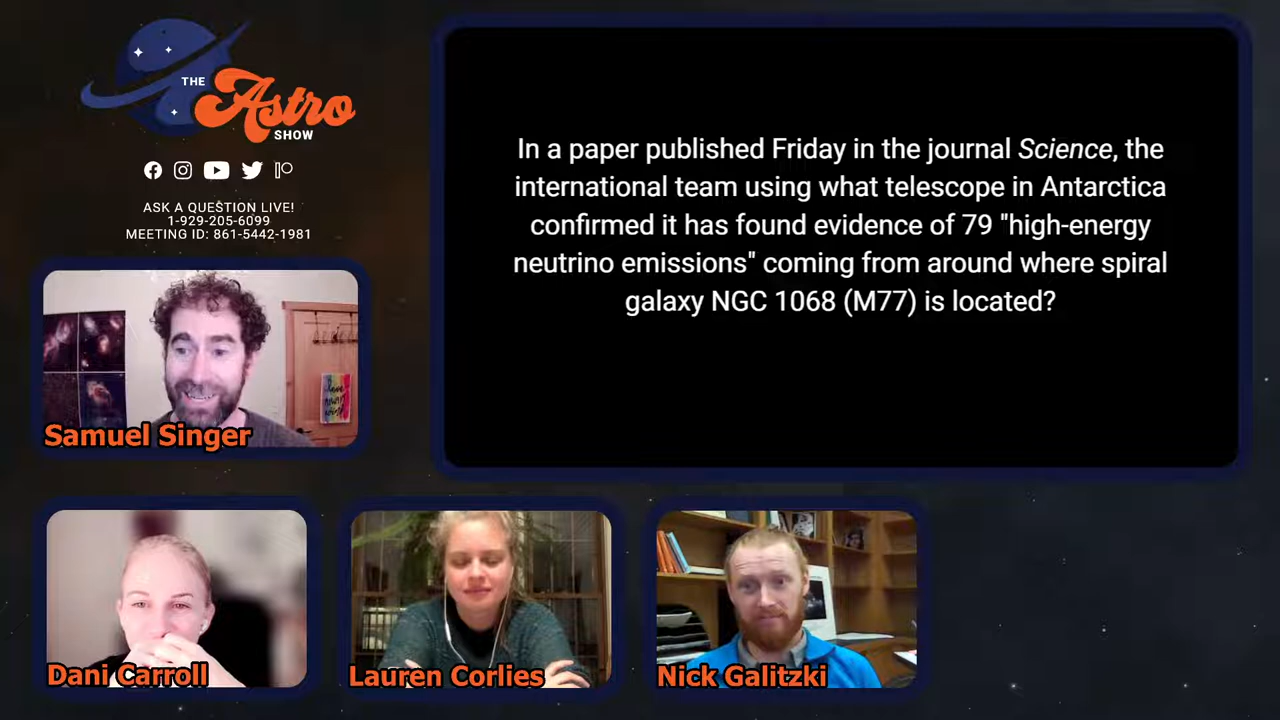 THE
Astro
SHOW
ASK A QUESTION LIVE!
1-929-205-6099
MEETING ID: 861-5442-1981
In a paper published Friday in the journal Science, the
international team using what telescope in Antarctica
confirmed it has found evidence of 79 "high-energy
neutrino emissions" coming from around where spiral
galaxy NGC 1068 (M77) is located?
Samuel Singer
Dani Carroll
Lauren Corlies
Nick Galitzki